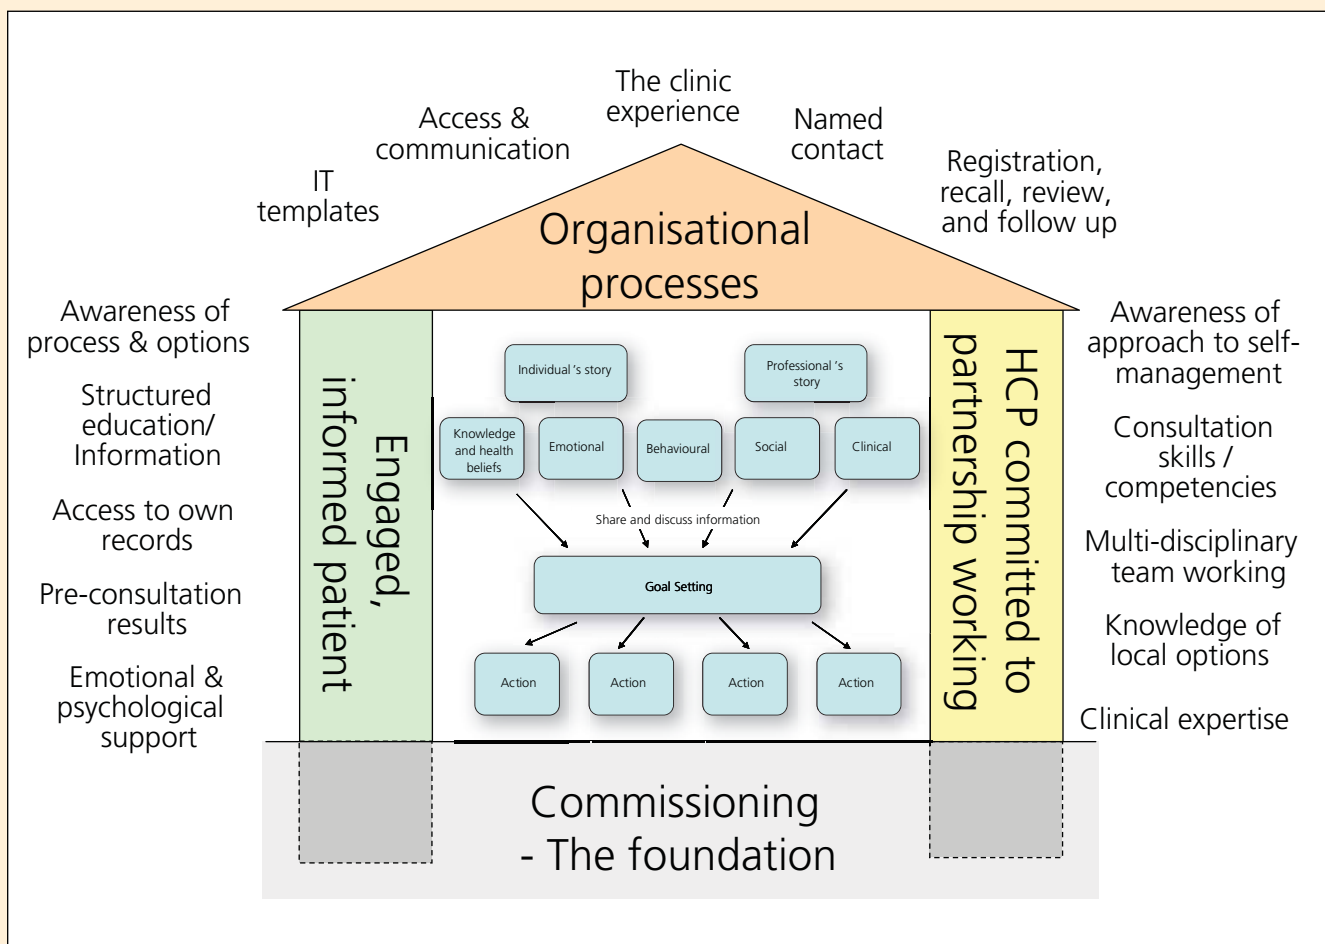 The clinic
experience
Access &
communication
Named
contact
IT
templates
Registration,
recall, review,
and follow up
Organisational
processes
Awareness of
process & options
Structured
education/
Information
Access to own
records
Pre-consultation
results
Emotional &
psychological
support
Engaged,
informed patient
Individual 's story
Professional 's
story
Knowledge
and health
beliefs
Emotional
Behavioural
Social
Clinical
Share and discuss information
Goal Setting
Action
Action
Action
Action
HCP committed to
partnership working
Awareness of
approach to self-
management
Consultation
skills /
competencies
Multi-disciplinary
team working
Knowledge of
local options
Clinical expertise
Commissioning
- The foundation